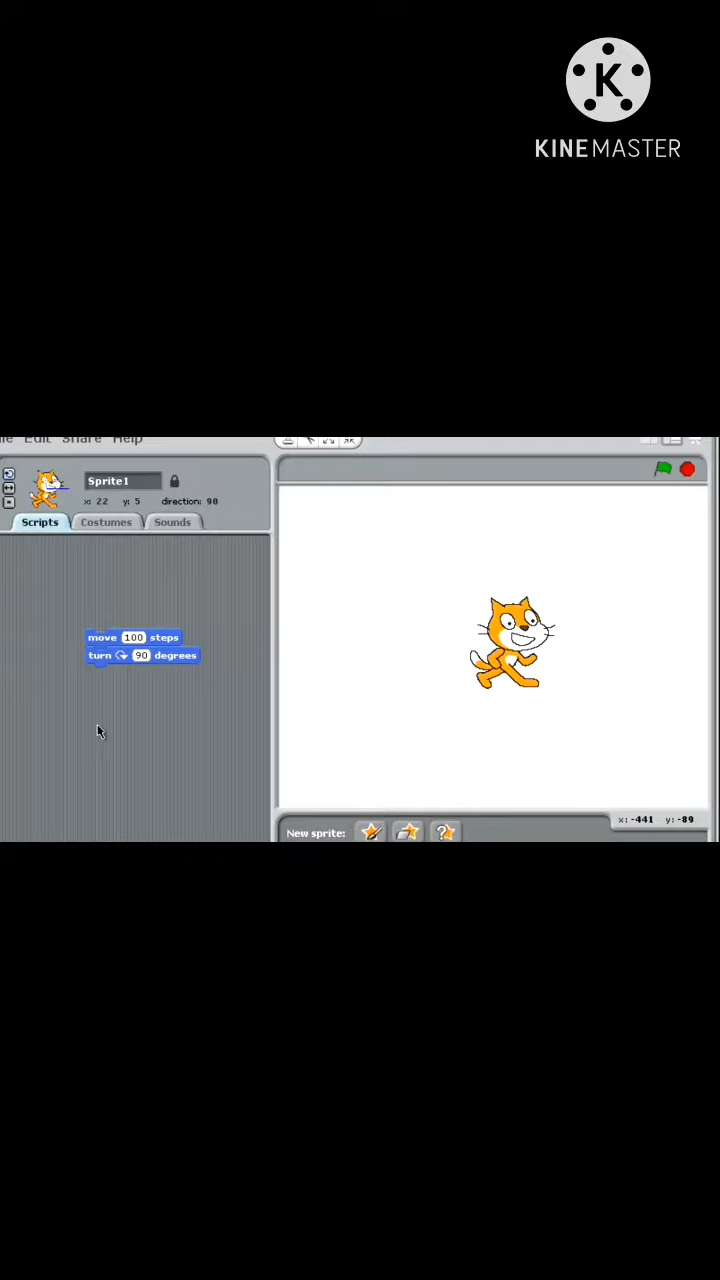 K
KINEMASTER
Edit Share Help
Sprite1
x: 22 y: 5 direction: 90
Scripts Costumes Sounds
move 100 steps
turn 90 degrees
x: -441 y: -89
New sprite: ?